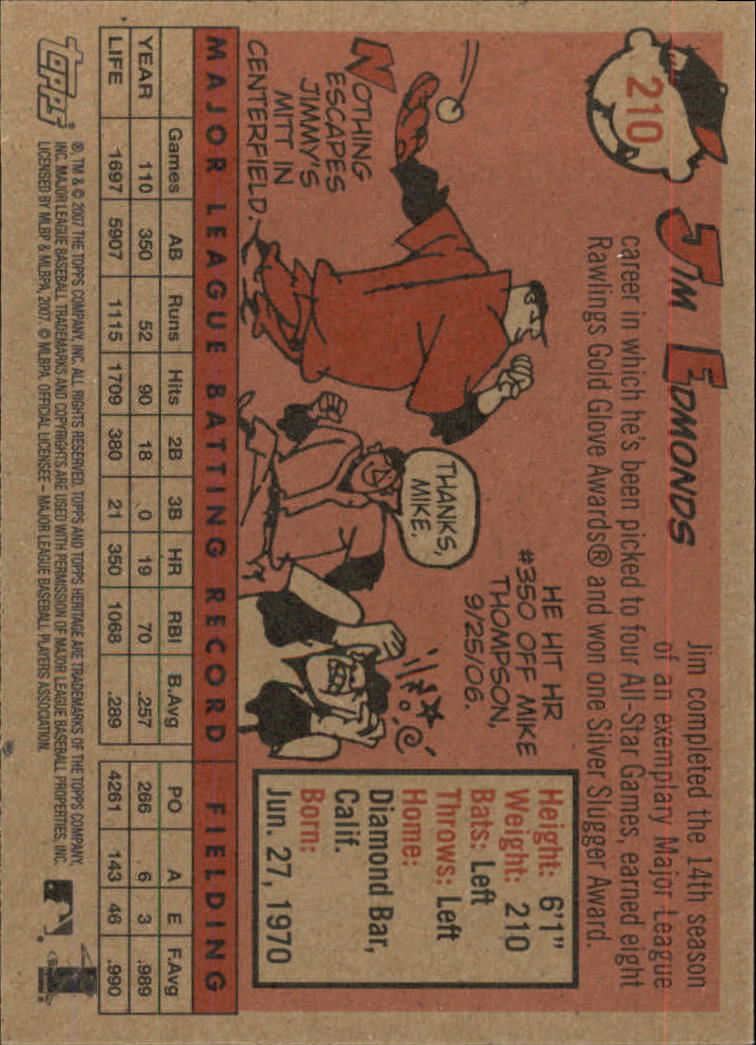 210
JIM EDMONDS
Jim completed the 14th season
of an exemplary Major League
career in which he's been picked to four All-Star Games, earned eight
Rawlings Gold Glove Awards® and won one Silver Slugger Award.
NOTHING
ESCAPES
JIMMY'S
MITT IN
CENTERFIELD.
THANKS,
MIKE.
HE HIT HR
#350 OFF MIKE
THOMPSON,
9/25/06.
Height: 6'1"
Weight: 210
Bats: Left
Throws: Left
Home:
Diamond Bar,
Calif.
Born:
Jun. 27, 1970
MAJOR LEAGUE BATTING RECORD FIELDING
Games AB Runs Hits 2B 3B HR RBI B.Avg PO A E F.Avg
YEAR 110 350 52 90 18 0 19 70 .257 266 6 3 .989
LIFE 1697 5907 1115 1709 380 21 350 1068 .289 4261 143 46 .990
topps
®, TM & © 2007 THE TOPPS COMPANY, INC. ALL RIGHTS RESERVED. TOPPS AND TOPPS HERITAGE ARE TRADEMARKS OF THE TOPPS COMPANY,
INC. MAJOR LEAGUE BASEBALL TRADEMARKS AND COPYRIGHTS ARE USED WITH PERMISSION OF MAJOR LEAGUE BASEBALL PROPERTIES, INC.
LICENSED BY MLBP & MLBPA, 2007. © MLBPA. OFFICIAL LICENSEE – MAJOR LEAGUE BASEBALL PLAYERS ASSOCIATION.